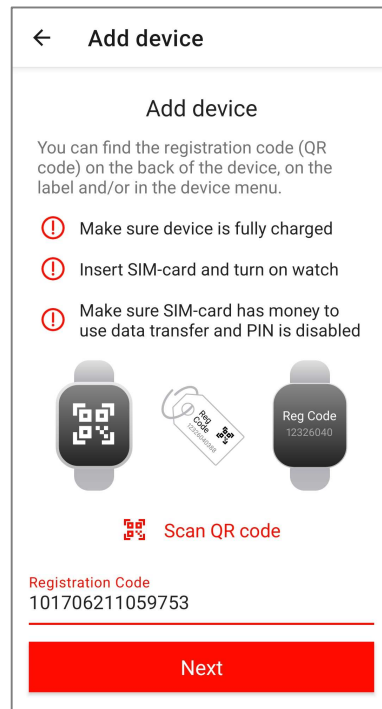 Add device
Add device
You can find the registration code (QR
code) on the back of the device, on the
label and/or in the device menu.
Make sure device is fully charged
Insert SIM-card and turn on watch
Make sure SIM-card has money to
use data transfer and PIN is disabled
Reg
Code
Reg Code
12326040
Scan QR code
Registration Code
101706211059753
Next